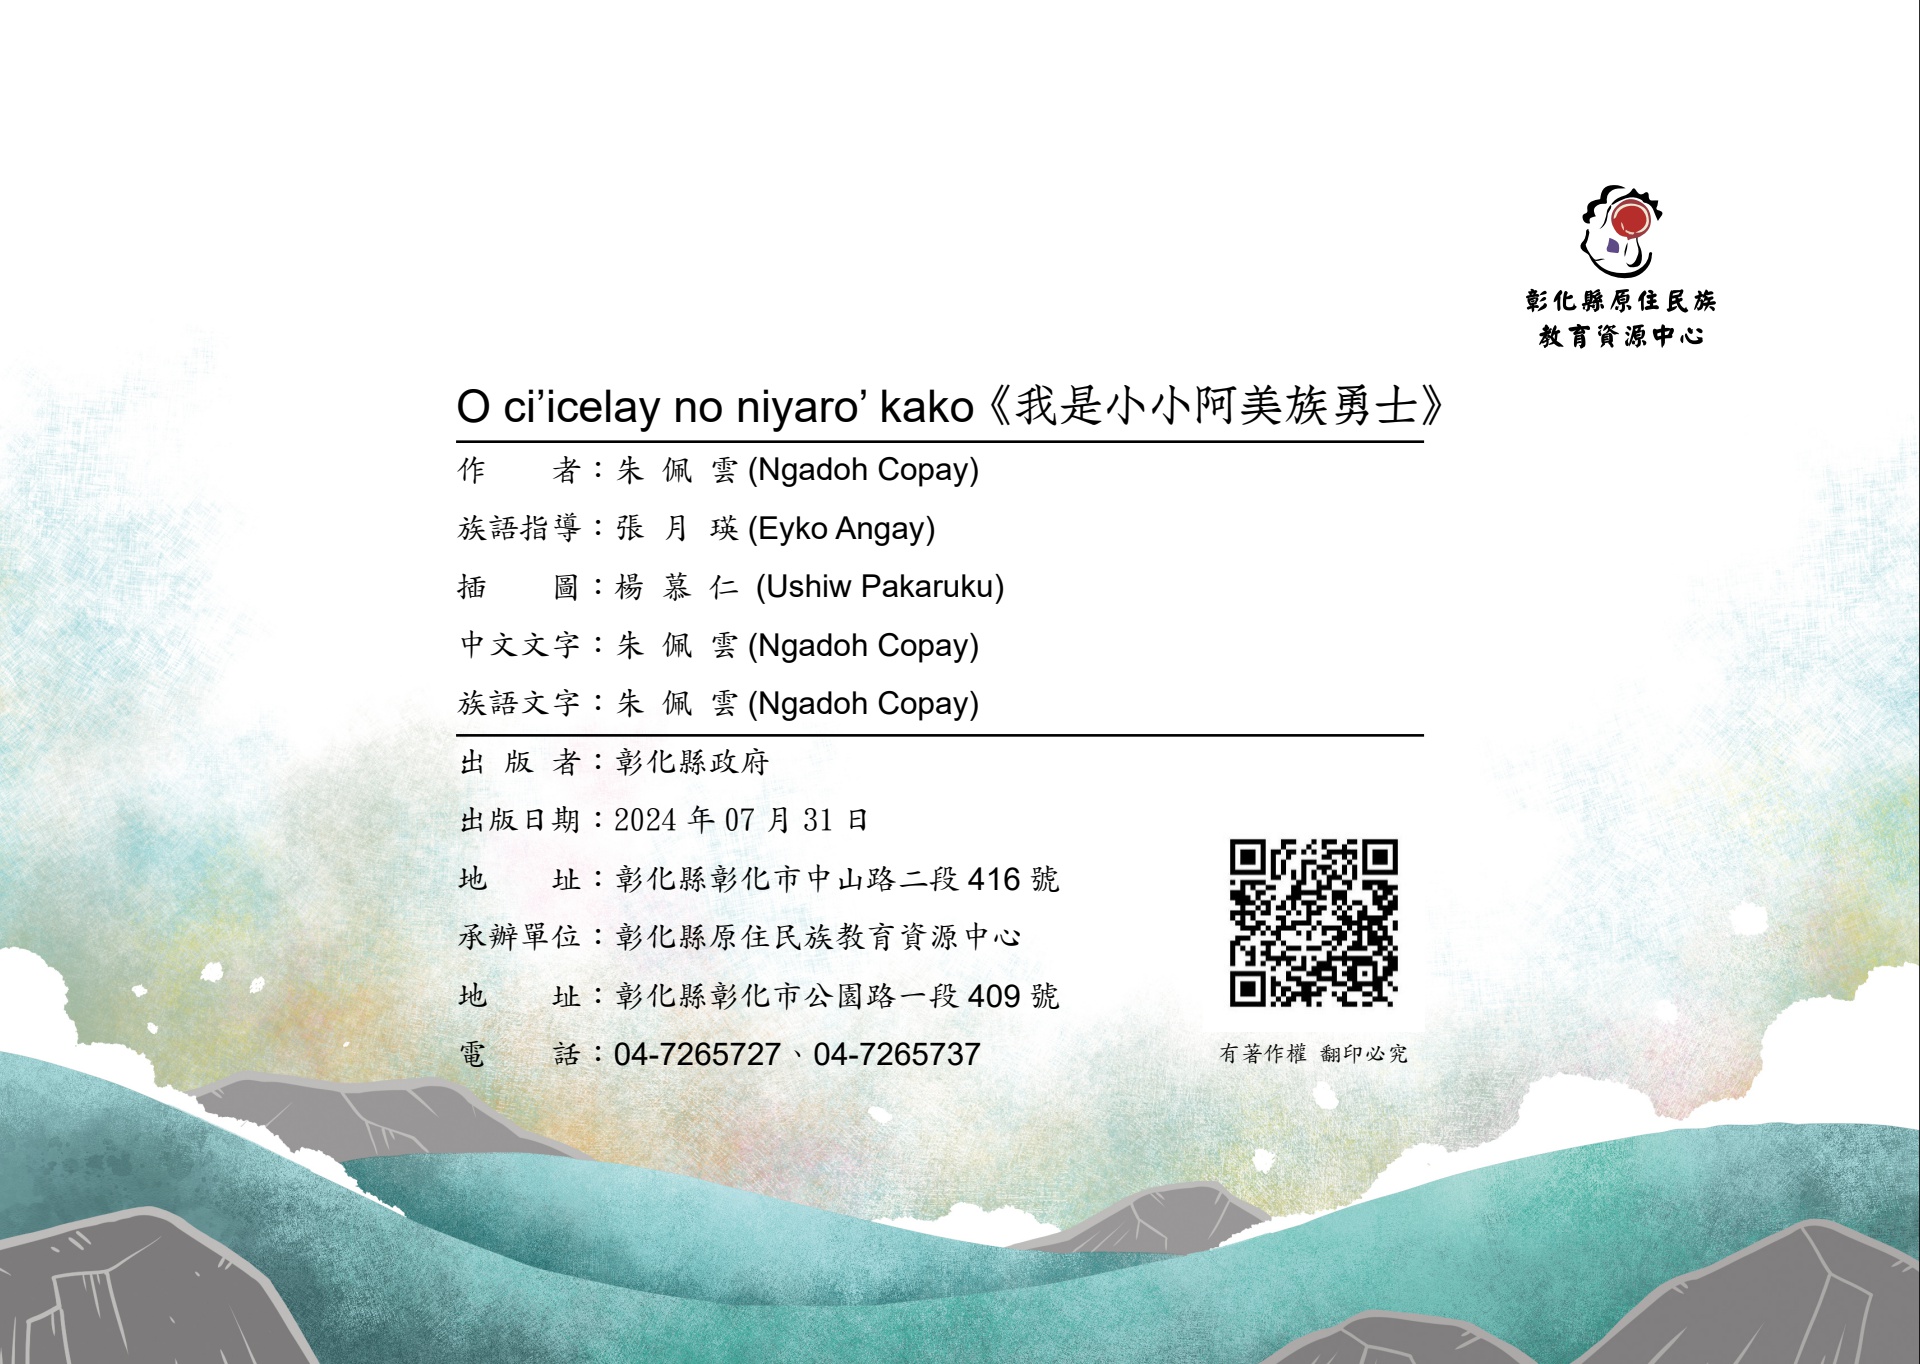 彰化縣原住民族
教育資源中心
O ci’icelay no niyaro’ kako《我是小小阿美族勇士》
作 者：朱 佩 雲 (Ngadoh Copay)
族語指導：張 月 瑛 (Eyko Angay)
插 圖：楊 慕 仁 (Ushiw Pakaruku)
中文文字：朱 佩 雲 (Ngadoh Copay)
族語文字：朱 佩 雲 (Ngadoh Copay)
出 版 者：彰化縣政府
出版日期：2024 年 07 月 31 日
地 址：彰化縣彰化市中山路二段 416 號
承辦單位：彰化縣原住民族教育資源中心
地 址：彰化縣彰化市公園路一段 409 號
電 話：04-7265727、04-7265737
有著作權 翻印必究